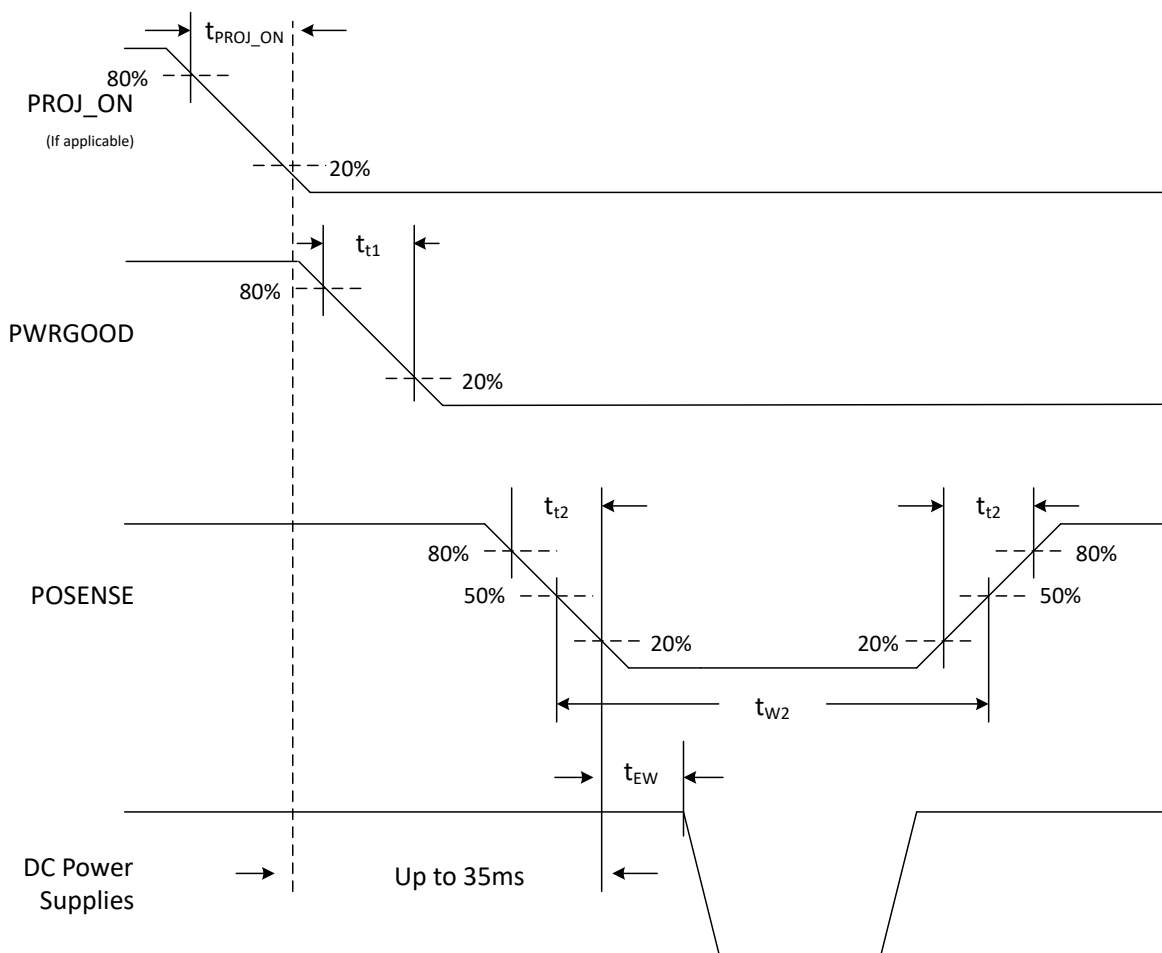 tPROJ_ON
80%
PROJ_ON
(If applicable)
20%
tt1
80%
PWRGOOD
20%
tt2
tt2
80%
80%
POSENSE
50%
50%
20%
20%
tW2
tEW
DC Power
Supplies
Up to 35ms